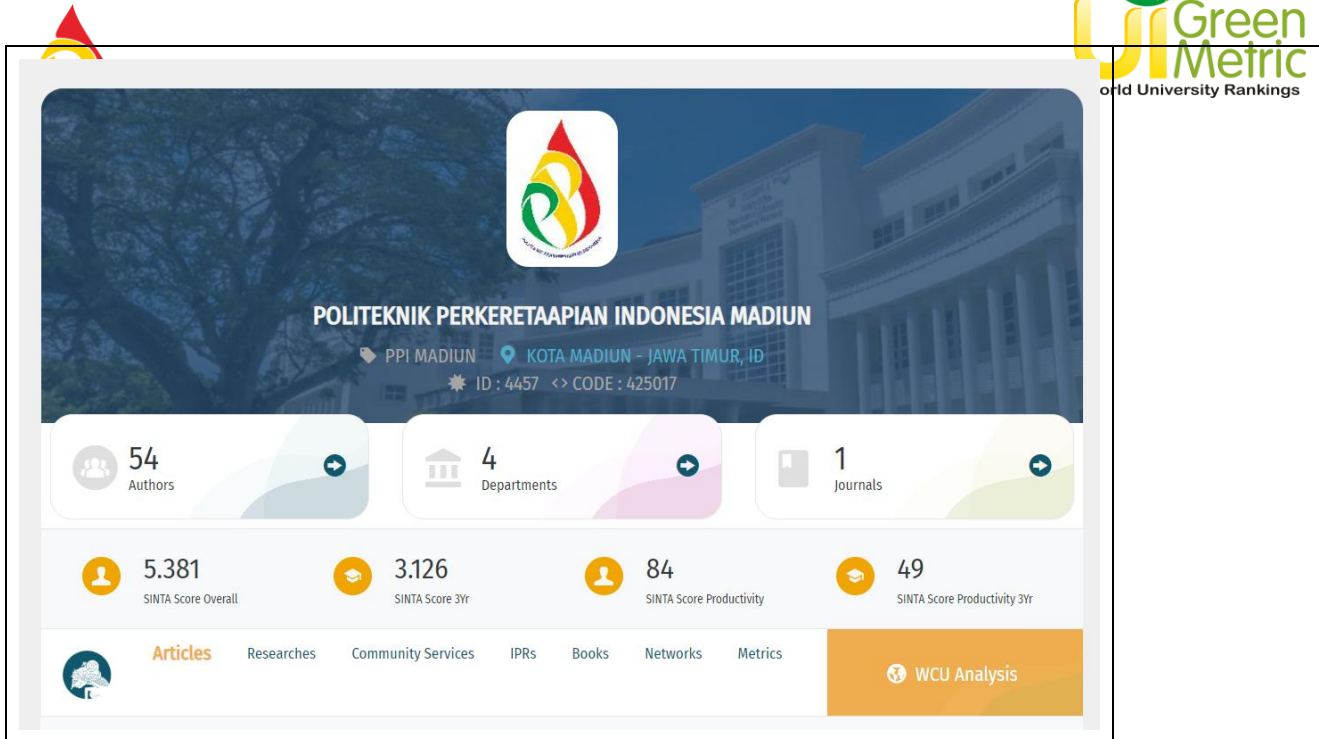 Green
Metric
orld University Rankings
POLITEKNIK PERKERETAAPIAN INDONESIA MADIUN
PPI MADIUN KOTA MADIUN - JAWA TIMUR, ID
ID : 4457 <> CODE : 425017
54
Authors
4
Departments
1
Journals
5.381
SINTA Score Overall
3.126
SINTA Score 3Yr
84
SINTA Score Productivity
49
SINTA Score Productivity 3Yr
Articles Researches Community Services IPRs Books Networks Metrics
WCU Analysis